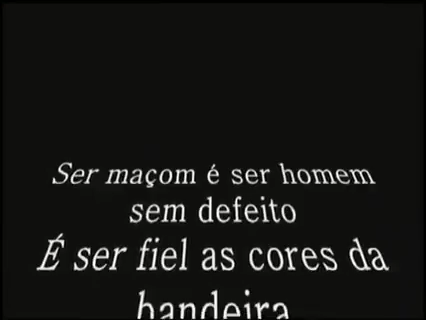 Ser maçom é ser homem
sem defeito
É ser fiel as cores da
bandeira